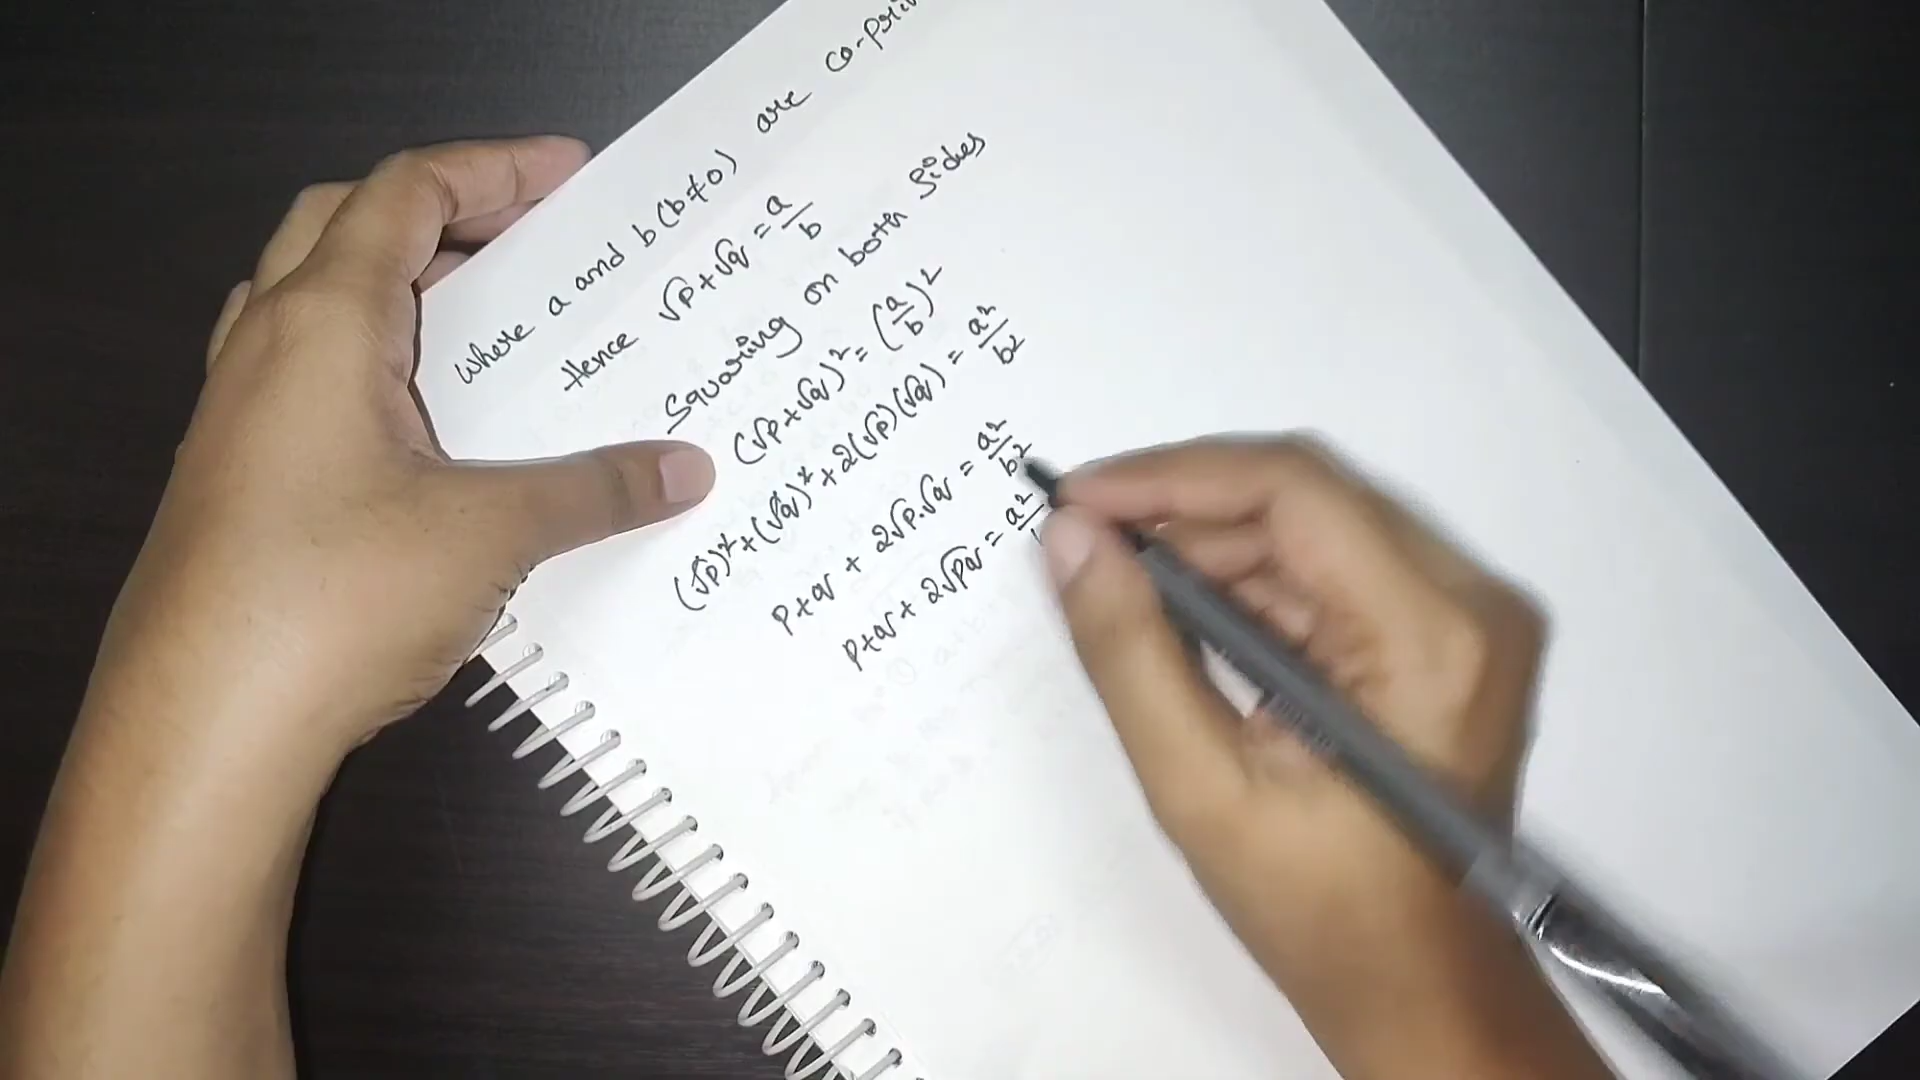 where a and b (b≠0) are co-pri
Hence √p+√q = a/b
Squaring on both sides
(√p+√q)² = (a/b)²
(√p)²+(√q)²+2(√p)(√q) = a²/b²
p+q + 2√p.√q = a²/b²
p+q+2√pq = a²/